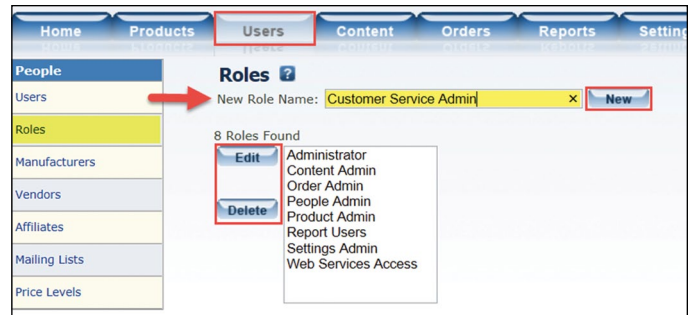 Home Products Users Content Orders Reports Setting
People
Users
Roles
Manufacturers
Vendors
Affiliates
Mailing Lists
Price Levels
Roles ?
New Role Name: Customer Service Admin × New
8 Roles Found
Edit
Delete
Administrator
Content Admin
Order Admin
People Admin
Product Admin
Report Users
Settings Admin
Web Services Access